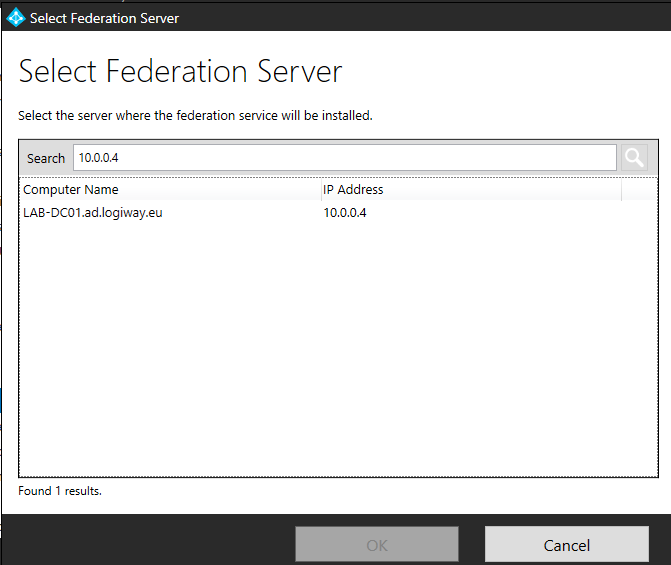 Select Federation Server
Select Federation Server
Select the server where the federation service will be installed.
Search 10.0.0.4
Computer Name IP Address
LAB-DC01.ad.logiway.eu 10.0.0.4
Found 1 results.
OK Cancel